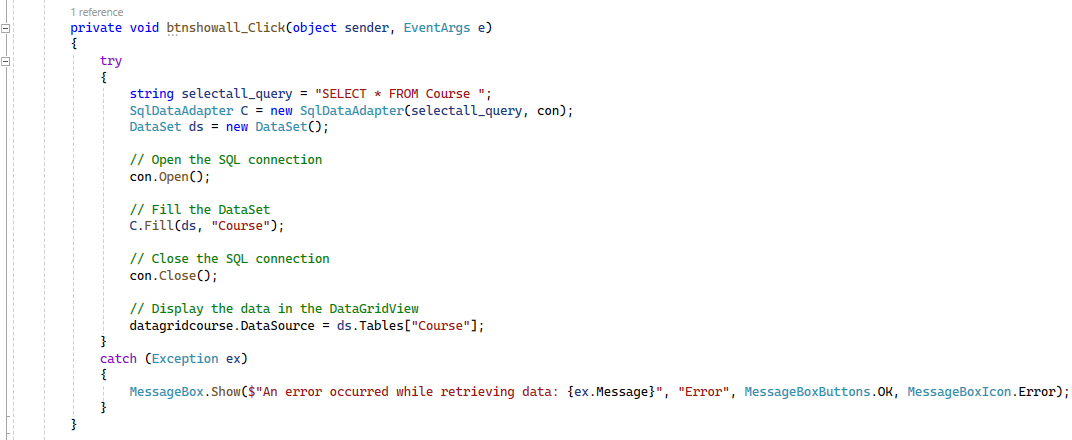 1 reference
private void btnshowall_Click(object sender, EventArgs e)
{
try
{
string selectall_query = "SELECT * FROM Course ";
SqlDataAdapter C = new SqlDataAdapter(selectall_query, con);
DataSet ds = new DataSet();
// Open the SQL connection
con.Open();
// Fill the DataSet
C.Fill(ds, "Course");
// Close the SQL connection
con.Close();
// Display the data in the DataGridView
datagridcourse.DataSource = ds.Tables["Course"];
}
catch (Exception ex)
{
MessageBox.Show($"An error occurred while retrieving data: {ex.Message}", "Error", MessageBoxButtons.OK, MessageBoxIcon.Error);
}
}